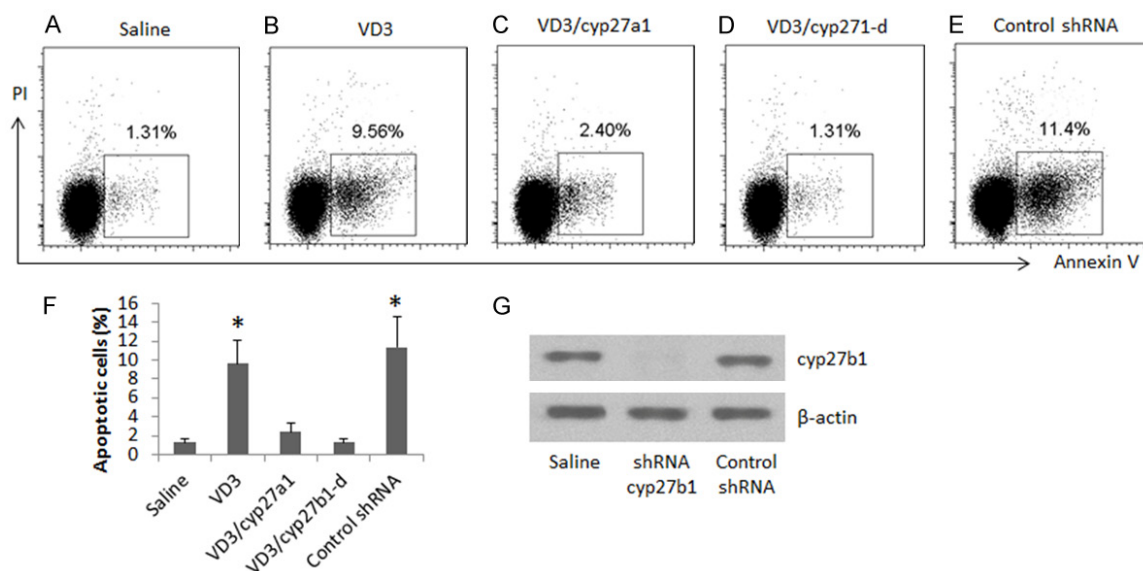 A
Saline
B
VD3
C
VD3/cyp27a1
D
VD3/cyp271-d
E
Control shRNA
PI
1.31%
9.56%
2.40%
1.31%
11.4%
Annexin V
F
Apoptotic cells (%)
16
14
12
10
8
6
4
2
0
*
*
Saline
VD3
VD3/cyp27a1
VD3/cyp27b1-d
Control shRNA
G
cyp27b1
β-actin
Saline
shRNA
cyp27b1
Control
shRNA